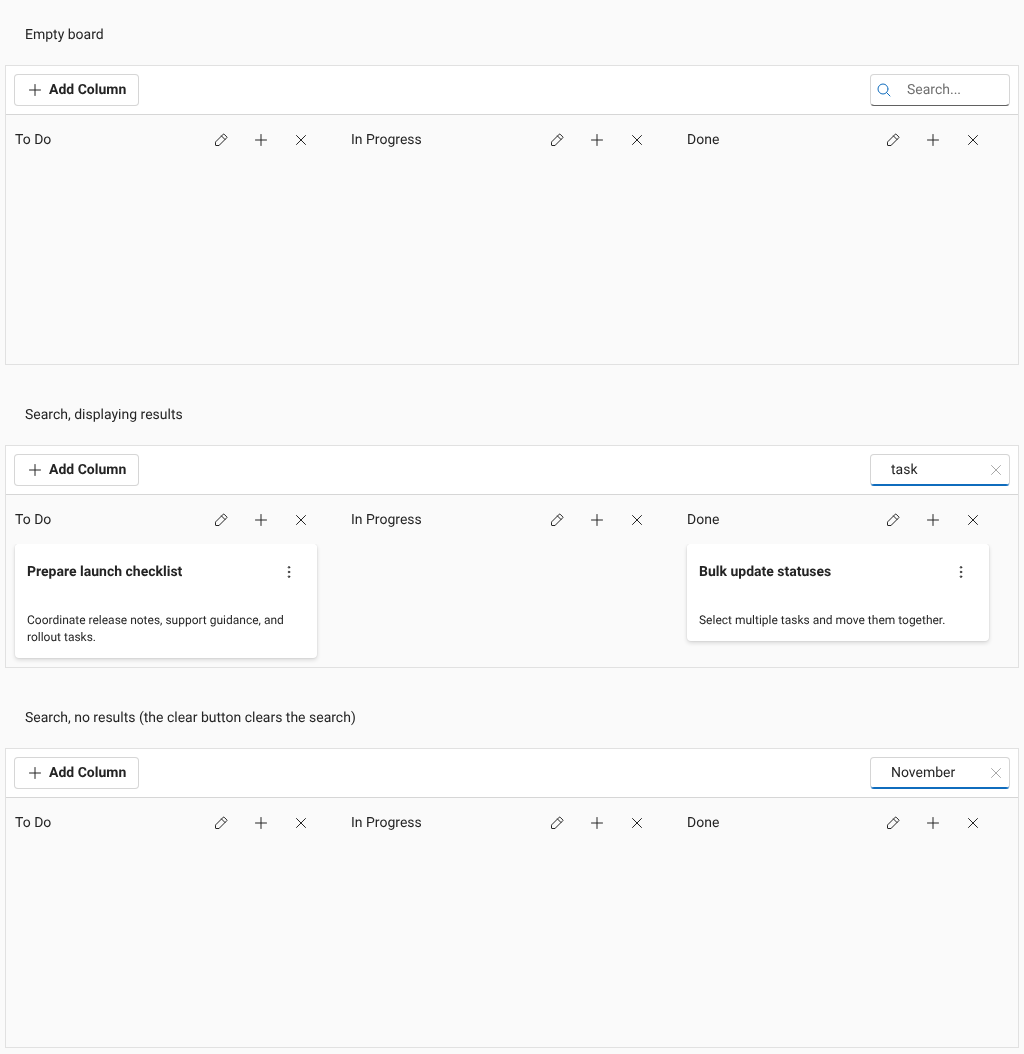 Empty board
Add Column
Search...
To Do
In Progress
Done
Search, displaying results
Add Column
task
To Do
In Progress
Done
Prepare launch checklist
Coordinate release notes, support guidance, and
rollout tasks.
Bulk update statuses
Select multiple tasks and move them together.
Search, no results (the clear button clears the search)
Add Column
November
To Do
In Progress
Done